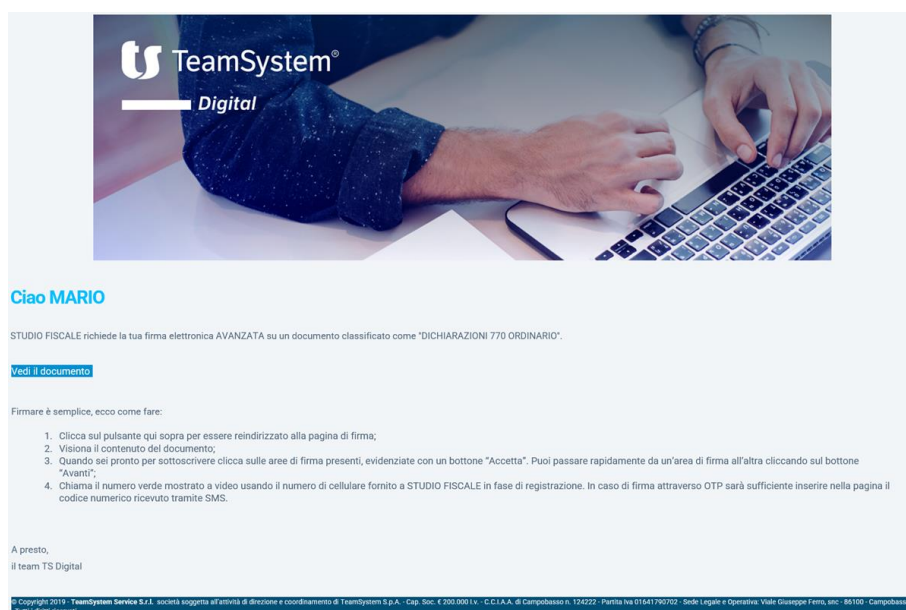 TeamSystem®
Digital
Ciao MARIO
STUDIO FISCALE richiede la tua firma elettronica AVANZATA su un documento classificato come "DICHIARAZIONI 770 ORDINARIO".
Vedi il documento
Firmare è semplice, ecco come fare:
1. Clicca sul pulsante qui sopra per essere reindirizzato alla pagina di firma;
2. Visiona il contenuto del documento;
3. Quando sei pronto per sottoscrivere clicca sulle aree di firma presenti, evidenziate con un bottone “Accetta”. Puoi passare rapidamente da un’area di firma all’altra cliccando sul bottone
“Avanti”;
4. Chiama il numero verde mostrato a video usando il numero di cellulare fornito a STUDIO FISCALE in fase di registrazione. In caso di firma attraverso OTP sarà sufficiente inserire nella pagina il
codice numerico ricevuto tramite SMS.
A presto,
il team TS Digital
© Copyright 2019 - TeamSystem Service S.r.l. società soggetta all'attività di direzione e coordinamento di TeamSystem S.p.A. - Cap. Soc. € 200.000 I.v. - C.C.I.A.A. di Campobasso n. 124222 - Partita Iva 01641790702 - Sede Legale e Operativa: Viale Giuseppe Ferro, snc - 86100 - Campobass